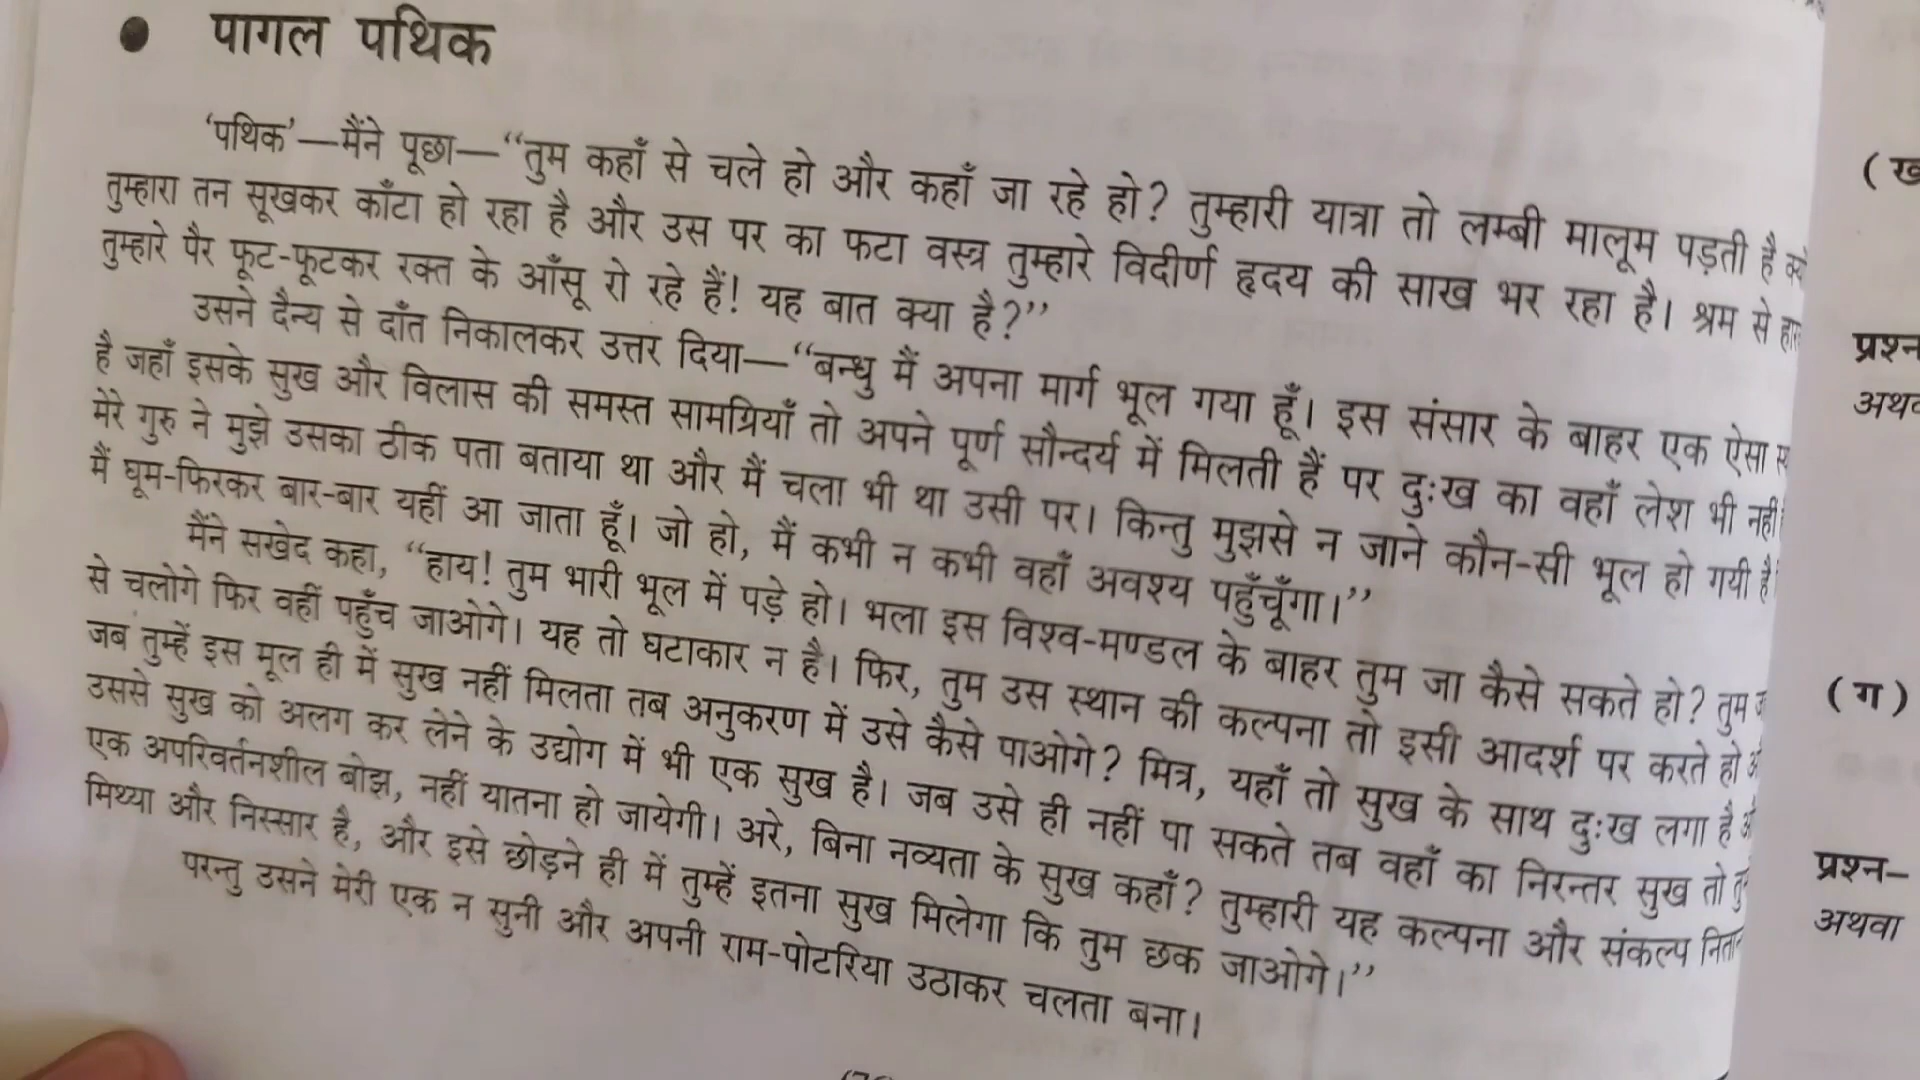 ● पागल पथिक
‘पथिक’—मैंने पूछा—“तुम कहाँ से चले हो और कहाँ जा रहे हो? तुम्हारी यात्रा तो लम्बी मालूम पड़ती है
तुम्हारा तन सूखकर काँटा हो रहा है और उस पर का फटा वस्त्र तुम्हारे विदीर्ण हृदय की साख भर रहा है। श्रम से
तुम्हारे पैर फूट-फूटकर रक्त के आँसू रो रहे हैं! यह बात क्या है?”
उसने दैन्य से दाँत निकालकर उत्तर दिया—“बन्धु मैं अपना मार्ग भूल गया हूँ। इस संसार के बाहर एक ऐसा
है जहाँ इसके सुख और विलास की समस्त सामग्रियाँ तो अपने पूर्ण सौन्दर्य में मिलती हैं पर दुःख का वहाँ लेश भी नहीं
मेरे गुरु ने मुझे उसका ठीक पता बताया था और मैं चला भी था उसी पर। किन्तु मुझसे न जाने कौन-सी भूल हो गयी है
मैं घूम-फिरकर बार-बार यहीं आ जाता हूँ। जो हो, मैं कभी न कभी वहाँ अवश्य पहुँचूँगा।”
मैंने सखेद कहा, “हाय! तुम भारी भूल में पड़े हो। भला इस विश्व-मण्डल के बाहर तुम जा कैसे सकते हो? तुम
से चलोगे फिर वहीं पहुँच जाओगे। यह तो घटाकार न है। फिर, तुम उस स्थान की कल्पना तो इसी आदर्श पर करते हो
जब तुम्हें इस मूल ही में सुख नहीं मिलता तब अनुकरण में उसे कैसे पाओगे? मित्र, यहाँ तो सुख के साथ दुःख लगा है
उससे सुख को अलग कर लेने के उद्योग में भी एक सुख है। जब उसे ही नहीं पा सकते तब वहाँ का निरन्तर सुख तो
एक अपरिवर्तनशील बोझ, नहीं यातना हो जायेगी। अरे, बिना नव्यता के सुख कहाँ? तुम्हारी यह कल्पना और संकल्प
मिथ्या और निस्सार है, और इसे छोड़ने ही में तुम्हें इतना सुख मिलेगा कि तुम छक जाओगे।”
परन्तु उसने मेरी एक न सुनी और अपनी राम-पोटरिया उठाकर चलता बना।
(ख
प्रश्न
(ग)
प्रश्न–
अथवा